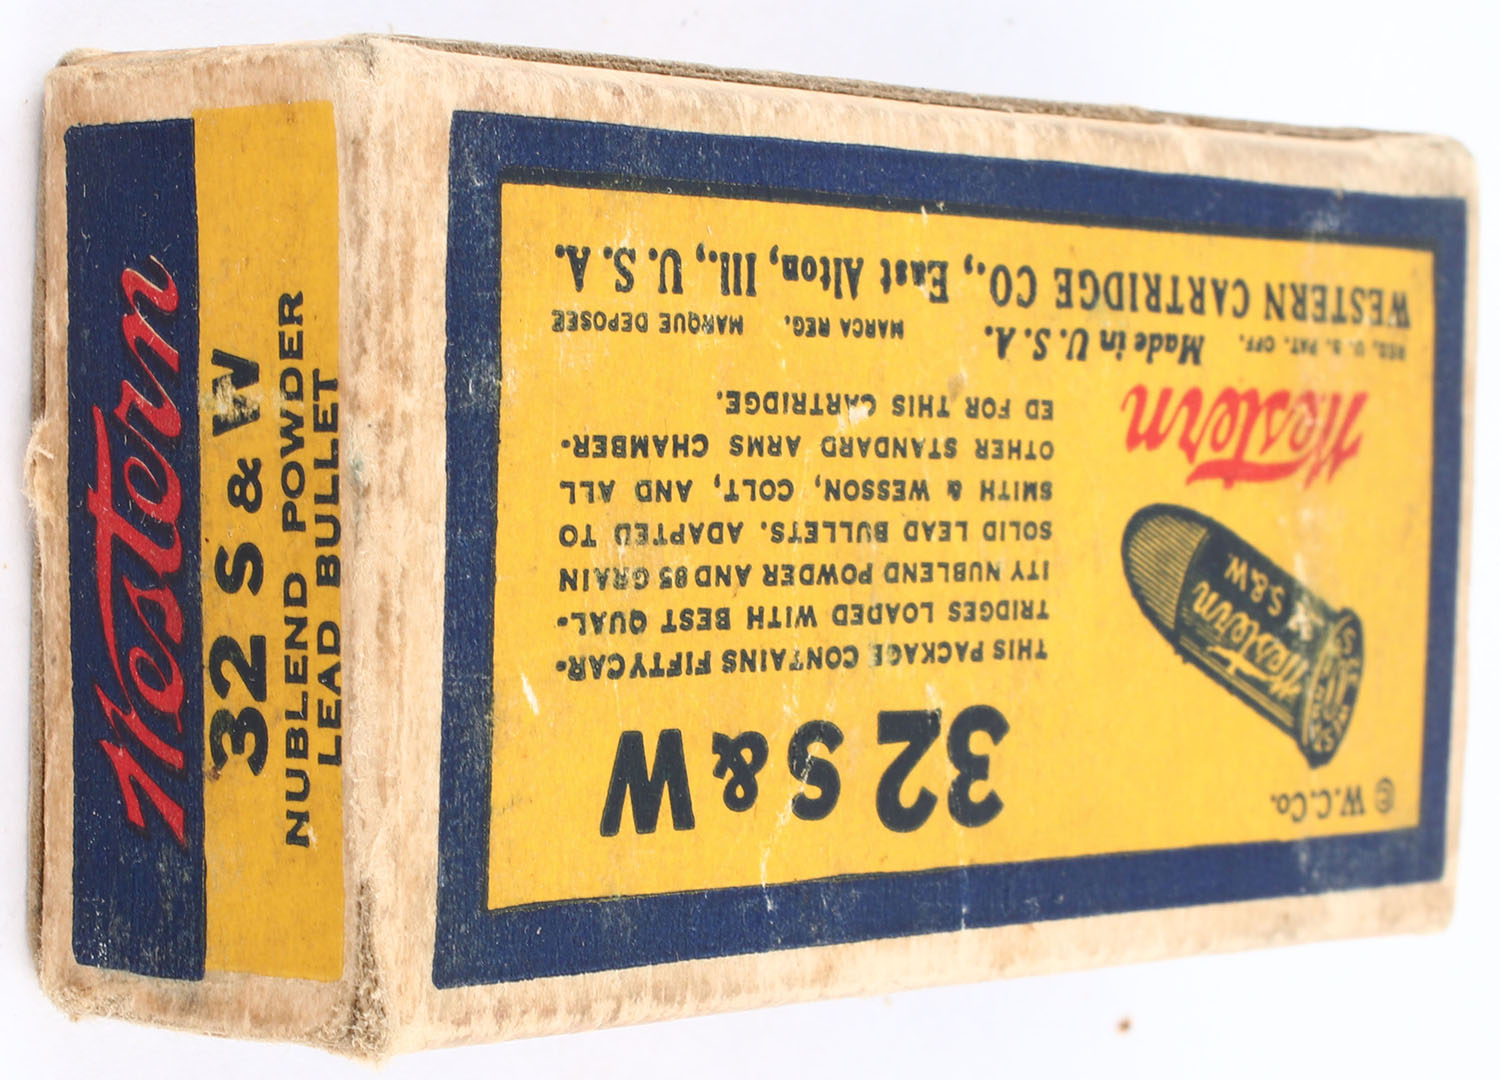 Western
32 S & W
NUBLEND POWDER
LEAD BULLET
32 S & W
THIS PACKAGE CONTAINS FIFTY CAR-
TRIDGES LOADED WITH BEST QUAL-
ITY NUBLEND POWDER AND 85 GRAIN
SOLID LEAD BULLETS. ADAPTED TO
SMITH & WESSON, COLT, AND ALL
OTHER STANDARD ARMS CHAMBER-
ED FOR THIS CARTRIDGE.
© W.C.Co.
Western
S.&W.
Western
REG. U. S. PAT. OFF.
Made in U.S.A.
MARCA REG.
MARQUE DEPOSEE
WESTERN CARTRIDGE CO., East Alton, Ill., U.S.A.